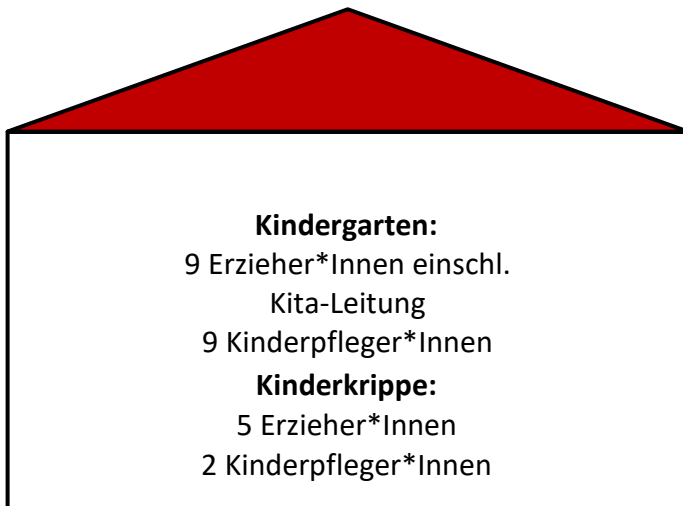 Kindergarten:
9 Erzieher*Innen einschl.
Kita-Leitung
9 Kinderpfleger*Innen
Kinderkrippe:
5 Erzieher*Innen
2 Kinderpfleger*Innen